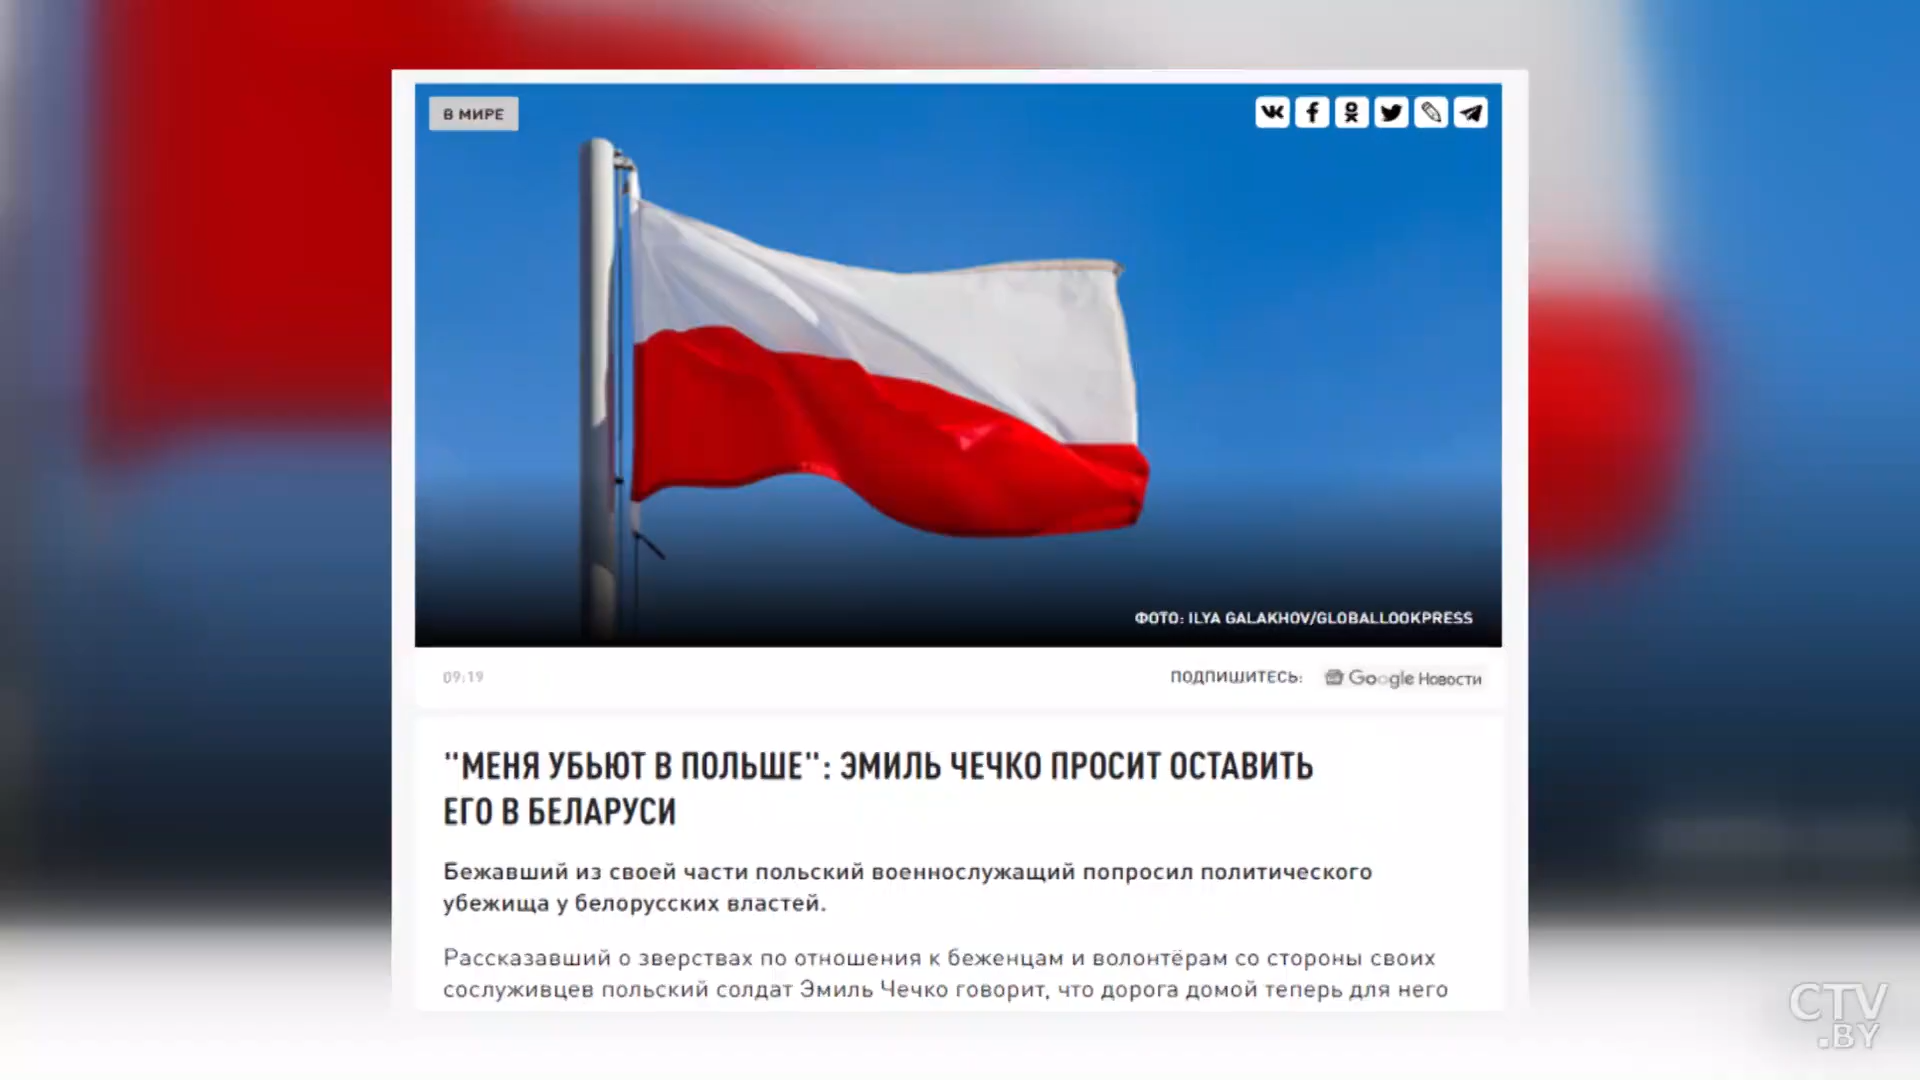 В МИРЕ
ФОТО: ILYA GALAKHOV/GLOBALLOOKPRESS
09:19
ПОДПИШИТЕСЬ: Google Новости
"МЕНЯ УБЬЮТ В ПОЛЬШЕ": ЭМИЛЬ ЧЕЧКО ПРОСИТ ОСТАВИТЬ
ЕГО В БЕЛАРУСИ
Бежавший из своей части польский военнослужащий попросил политического
убежища у белорусских властей.
Рассказавший о зверствах по отношения к беженцам и волонтёрам со стороны своих
сослуживцев польский солдат Эмиль Чечко говорит, что дорога домой теперь для него
CTV
.BY